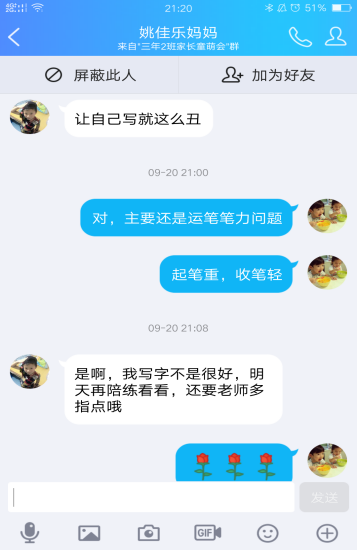 21:20
51%
姚佳乐妈妈
来自"三年2班家长童萌会"群
屏蔽此人
加为好友
让自己写就这么丑
09-20 21:00
对，主要还是运笔笔力问题
起笔重，收笔轻
09-20 21:08
是啊，我写字不是很好，明
天再陪练看看，还要老师多
指点哦
发送
GIF